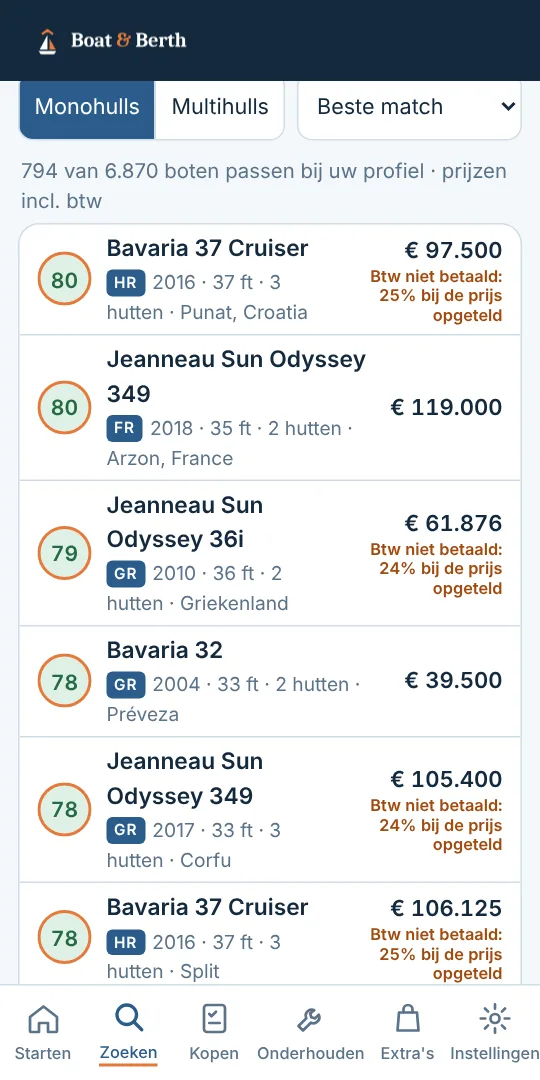 Boat & Berth
Monohulls
Multihulls
Beste match
794 van 6.870 boten passen bij uw profiel · prijzen
incl. btw
80
Bavaria 37 Cruiser
HR 2016 · 37 ft · 3
hutten · Punat, Croatia
€ 97.500
Btw niet betaald:
25% bij de prijs
opgeteld
80
Jeanneau Sun Odyssey
349
FR 2018 · 35 ft · 2 hutten ·
Arzon, France
€ 119.000
79
Jeanneau Sun
Odyssey 36i
GR 2010 · 36 ft · 2
hutten · Griekenland
€ 61.876
Btw niet betaald:
24% bij de prijs
opgeteld
78
Bavaria 32
GR 2004 · 33 ft · 2 hutten ·
Préveza
€ 39.500
78
Jeanneau Sun
Odyssey 349
GR 2017 · 33 ft · 3
hutten · Corfu
€ 105.400
Btw niet betaald:
24% bij de prijs
opgeteld
78
Bavaria 37 Cruiser
HR 2016 · 37 ft · 3
hutten · Split
€ 106.125
Btw niet betaald:
25% bij de prijs
opgeteld
Starten
Zoeken
Kopen
Onderhouden
Extra's
Instellingen